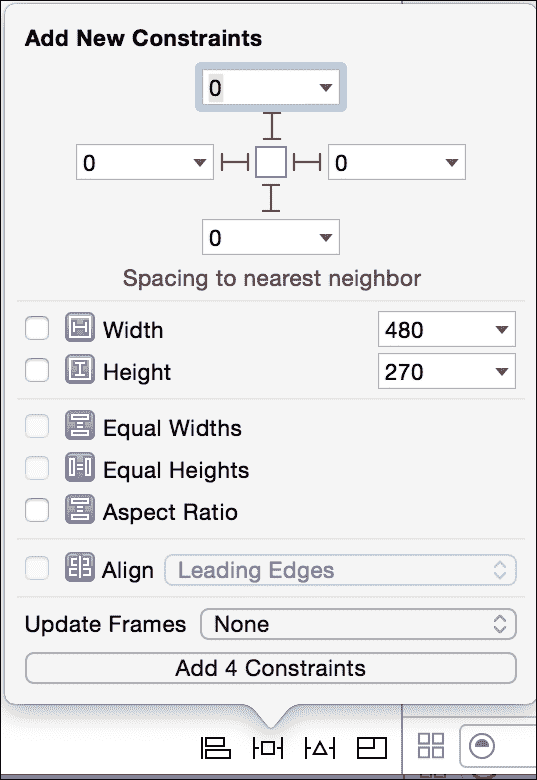 Add New Constraints
0
0 0
0
Spacing to nearest neighbor
Width 480
Height 270
Equal Widths
Equal Heights
Aspect Ratio
Align Leading Edges
Update Frames None
Add 4 Constraints